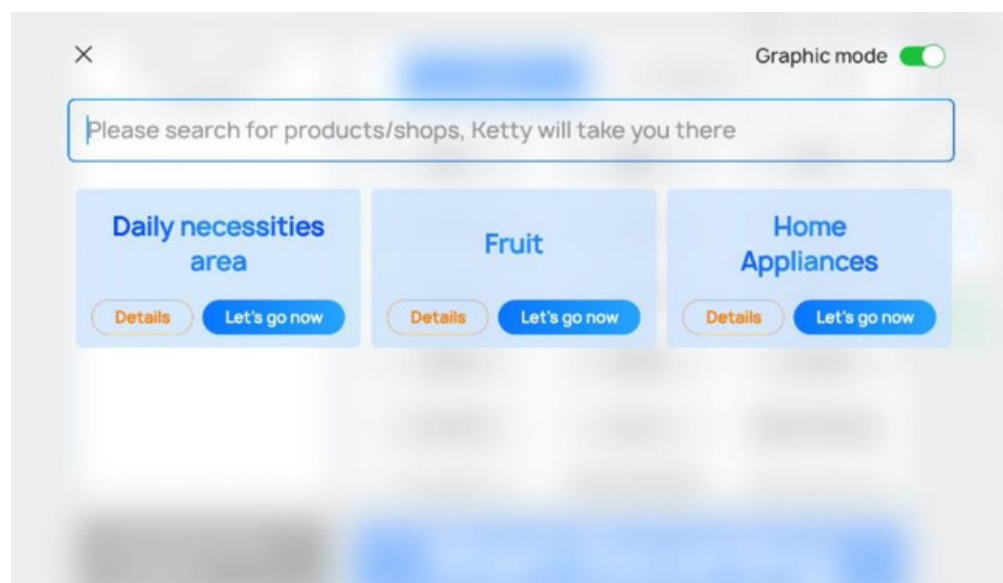 Graphic mode
Please search for products/shops, Ketty will take you there
Daily necessities
area
Details
Let's go now
Fruit
Details
Let's go now
Home
Appliances
Details
Let's go now